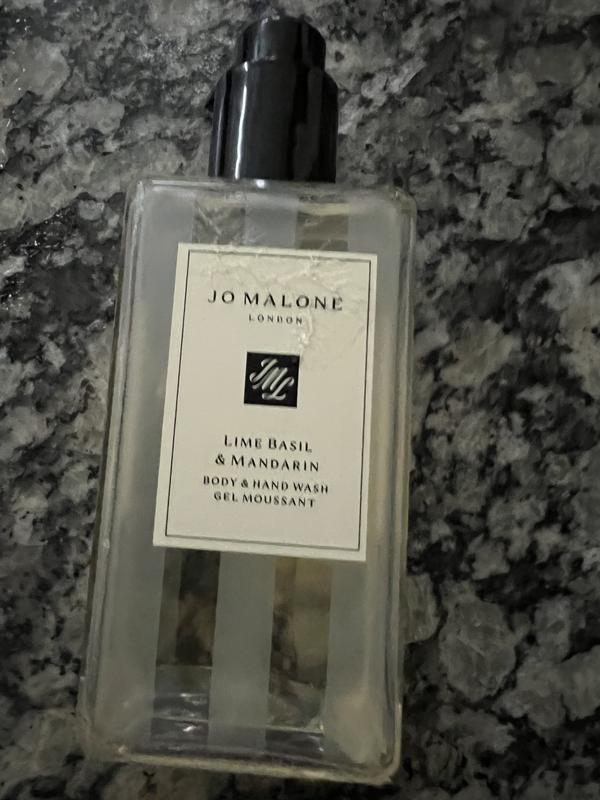 JO MALONE
LONDON
JML
LIME BASIL
& MANDARIN
BODY & HAND WASH
GEL MOUSSANT